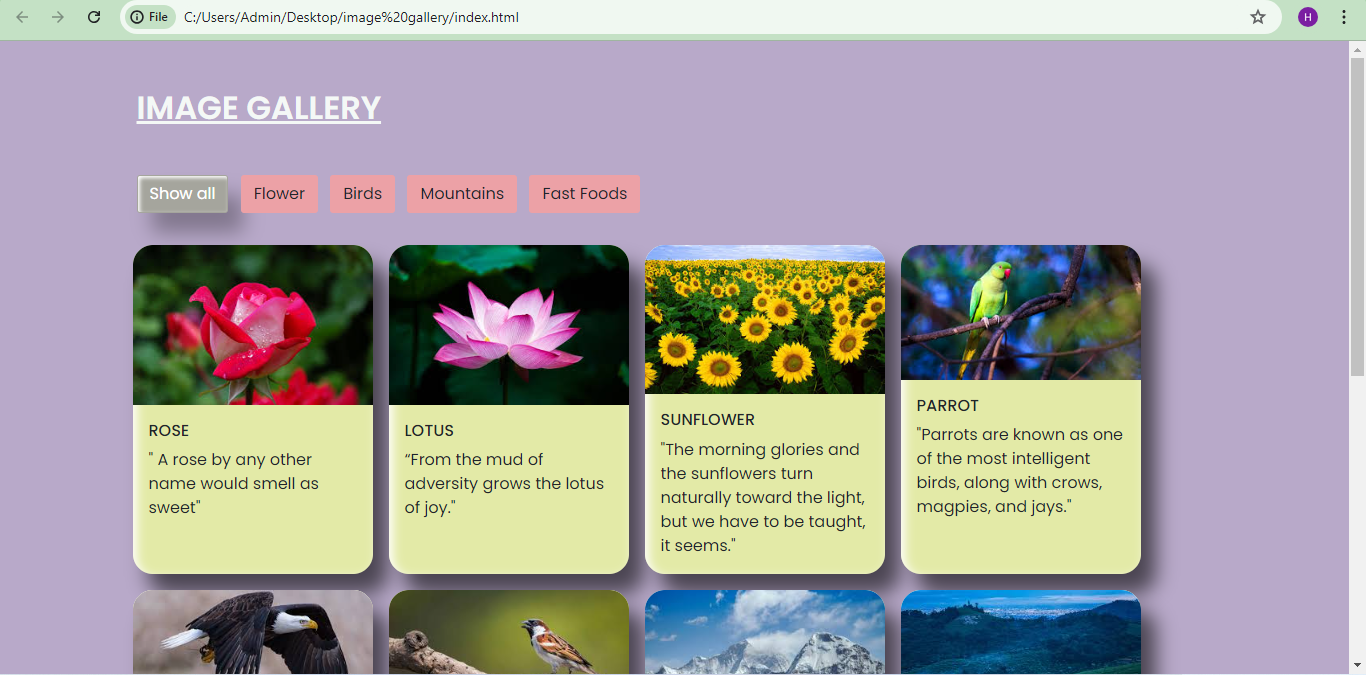 File C:/Users/Admin/Desktop/image%20gallery/index.html H
IMAGE GALLERY
Show all Flower Birds Mountains Fast Foods
ROSE
" A rose by any other
name would smell as
sweet"
LOTUS
“From the mud of
adversity grows the lotus
of joy."
SUNFLOWER
"The morning glories and
the sunflowers turn
naturally toward the light,
but we have to be taught,
it seems."
PARROT
"Parrots are known as one
of the most intelligent
birds, along with crows,
magpies, and jays."